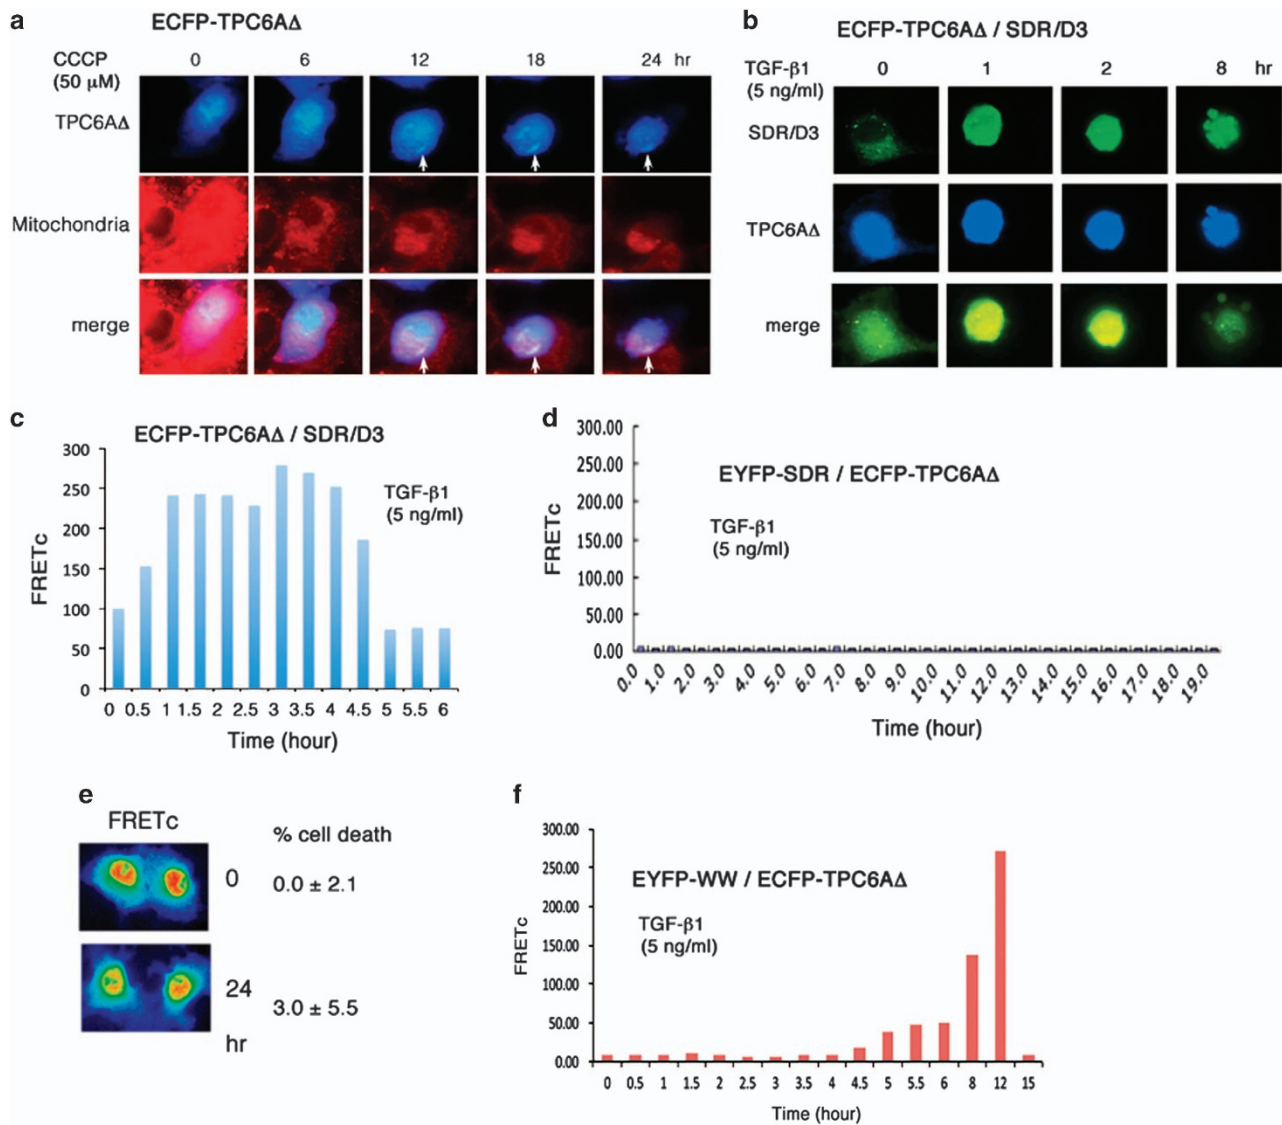 a
ECFP-TPC6AΔ
CCCP
(50 μM)
0 6 12 18 24 hr
TPC6AΔ
Mitochondria
merge
b
ECFP-TPC6AΔ / SDR/D3
TGF-β1
(5 ng/ml)
0 1 2 8 hr
SDR/D3
TPC6AΔ
merge
c
ECFP-TPC6AΔ / SDR/D3
TGF-β1
(5 ng/ml)
FRETc
300
250
200
150
100
50
0
0 0.5 1 1.5 2 2.5 3 3.5 4 4.5 5 5.5 6
Time (hour)
d
EYFP-SDR / ECFP-TPC6AΔ
TGF-β1
(5 ng/ml)
FRETc
300.00
250.00
200.00
150.00
100.00
50.00
0.00
0.0 1.0 2.0 3.0 4.0 5.0 6.0 7.0 8.0 9.0 10.0 11.0 12.0 13.0 14.0 15.0 16.0 17.0 18.0 19.0
Time (hour)
e
FRETc
% cell death
0 0.0 ± 2.1
24 3.0 ± 5.5
hr
f
EYFP-WW / ECFP-TPC6AΔ
TGF-β1
(5 ng/ml)
FRETc
300.00
250.00
200.00
150.00
100.00
50.00
0.00
0 0.5 1 1.5 2 2.5 3 3.5 4 4.5 5 5.5 6 8 12 15
Time (hour)